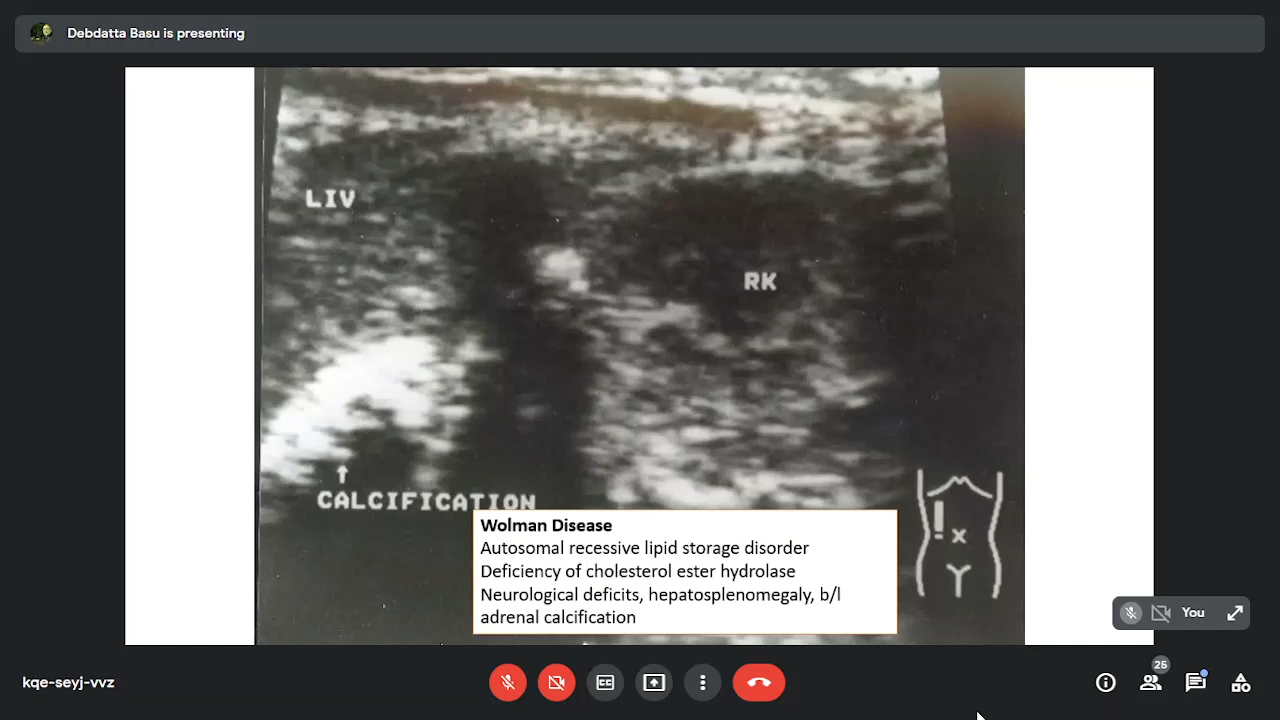 Debdatta Basu is presenting
LIV
RK
CALCIFICATION
Wolman Disease
Autosomal recessive lipid storage disorder
Deficiency of cholesterol ester hydrolase
Neurological deficits, hepatosplenomegaly, b/l
adrenal calcification
You
25
kqe-seyj-vvz